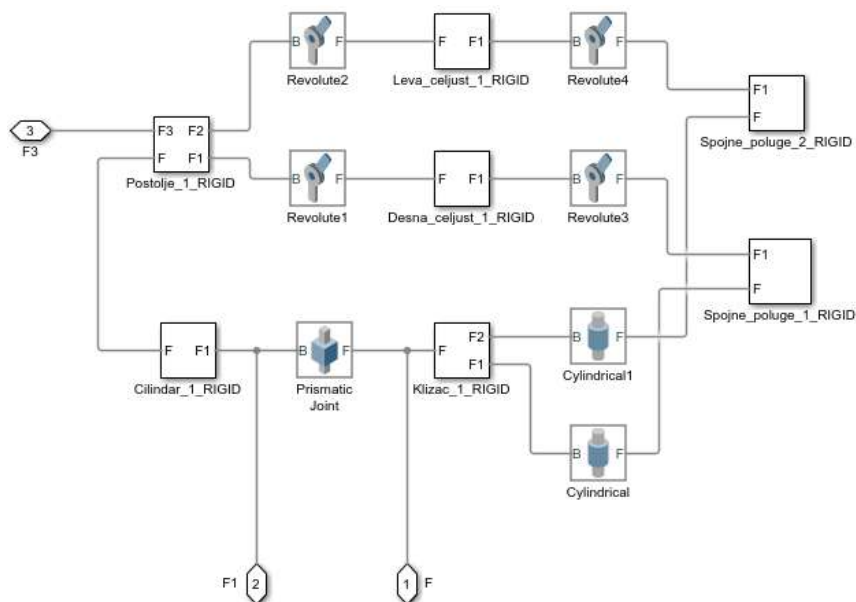 B F
Revolute2
F F1
Leva_celjust_1_RIGID
B F
Revolute4
F1
F
Spojne_poluge_2_RIGID
3
F3
F3 F2
F F1
Postolje_1_RIGID
B F
Revolute1
F F1
Desna_celjust_1_RIGID
B F
Revolute3
F1
F
Spojne_poluge_1_RIGID
F F1
Cilindar_1_RIGID
B F
Prismatic
Joint
F F2
F1
Klizac_1_RIGID
B F
Cylindrical1
B F
Cylindrical
F1 2
1 F